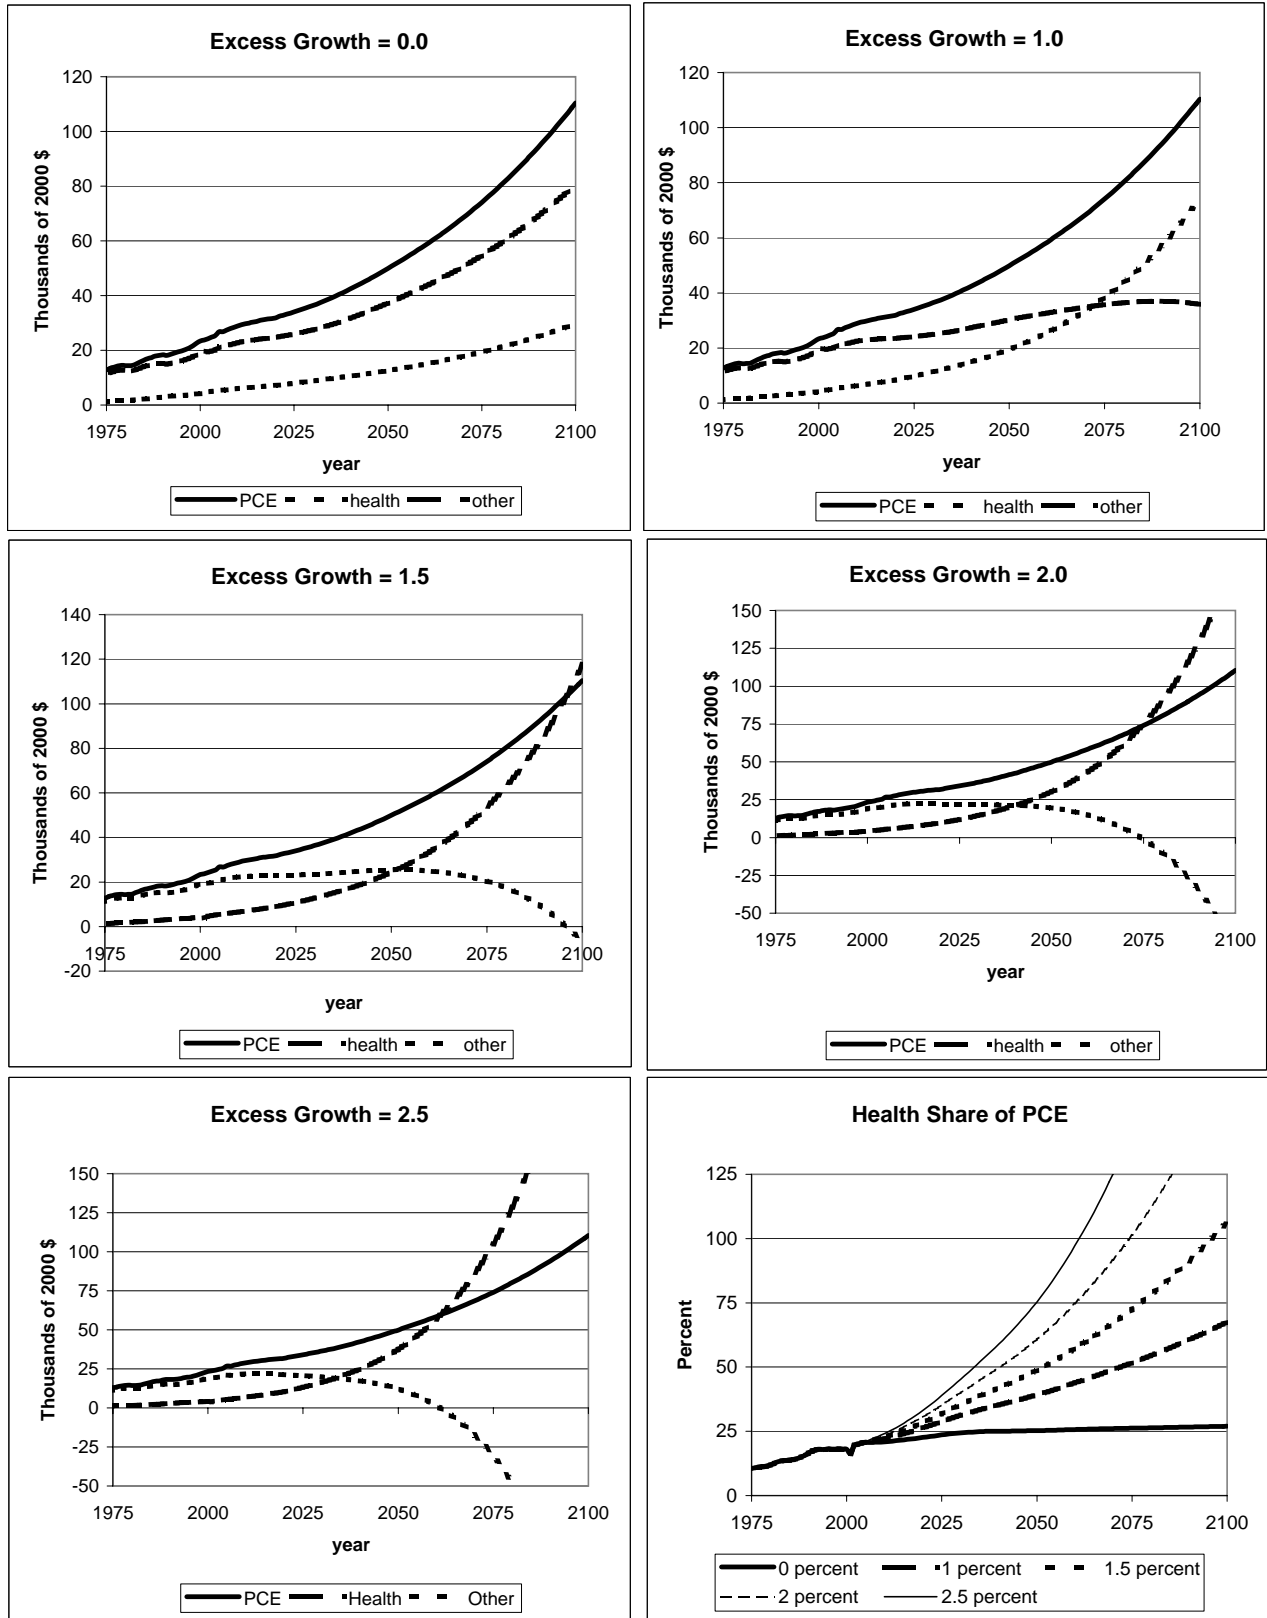 Excess Growth = 0.0
Thousands of 2000 $
120
100
80
60
40
20
0
1975 2000 2025 2050 2075 2100
year
PCE health other
Excess Growth = 1.0
Thousands of 2000 $
120
100
80
60
40
20
0
1975 2000 2025 2050 2075 2100
year
PCE health other
Excess Growth = 1.5
Thousands of 2000 $
140
120
100
80
60
40
20
0
-20
1975 2000 2025 2050 2075 2100
year
PCE health other
Excess Growth = 2.0
Thousands of 2000 $
150
125
100
75
50
25
0
-25
-50
1975 2000 2025 2050 2075 2100
year
PCE health other
Excess Growth = 2.5
Thousands of 2000 $
150
125
100
75
50
25
0
-25
-50
1975 2000 2025 2050 2075 2100
year
PCE Health Other
Health Share of PCE
Percent
125
100
75
50
25
0
1975 2000 2025 2050 2075 2100
0 percent 1 percent 1.5 percent
2 percent 2.5 percent